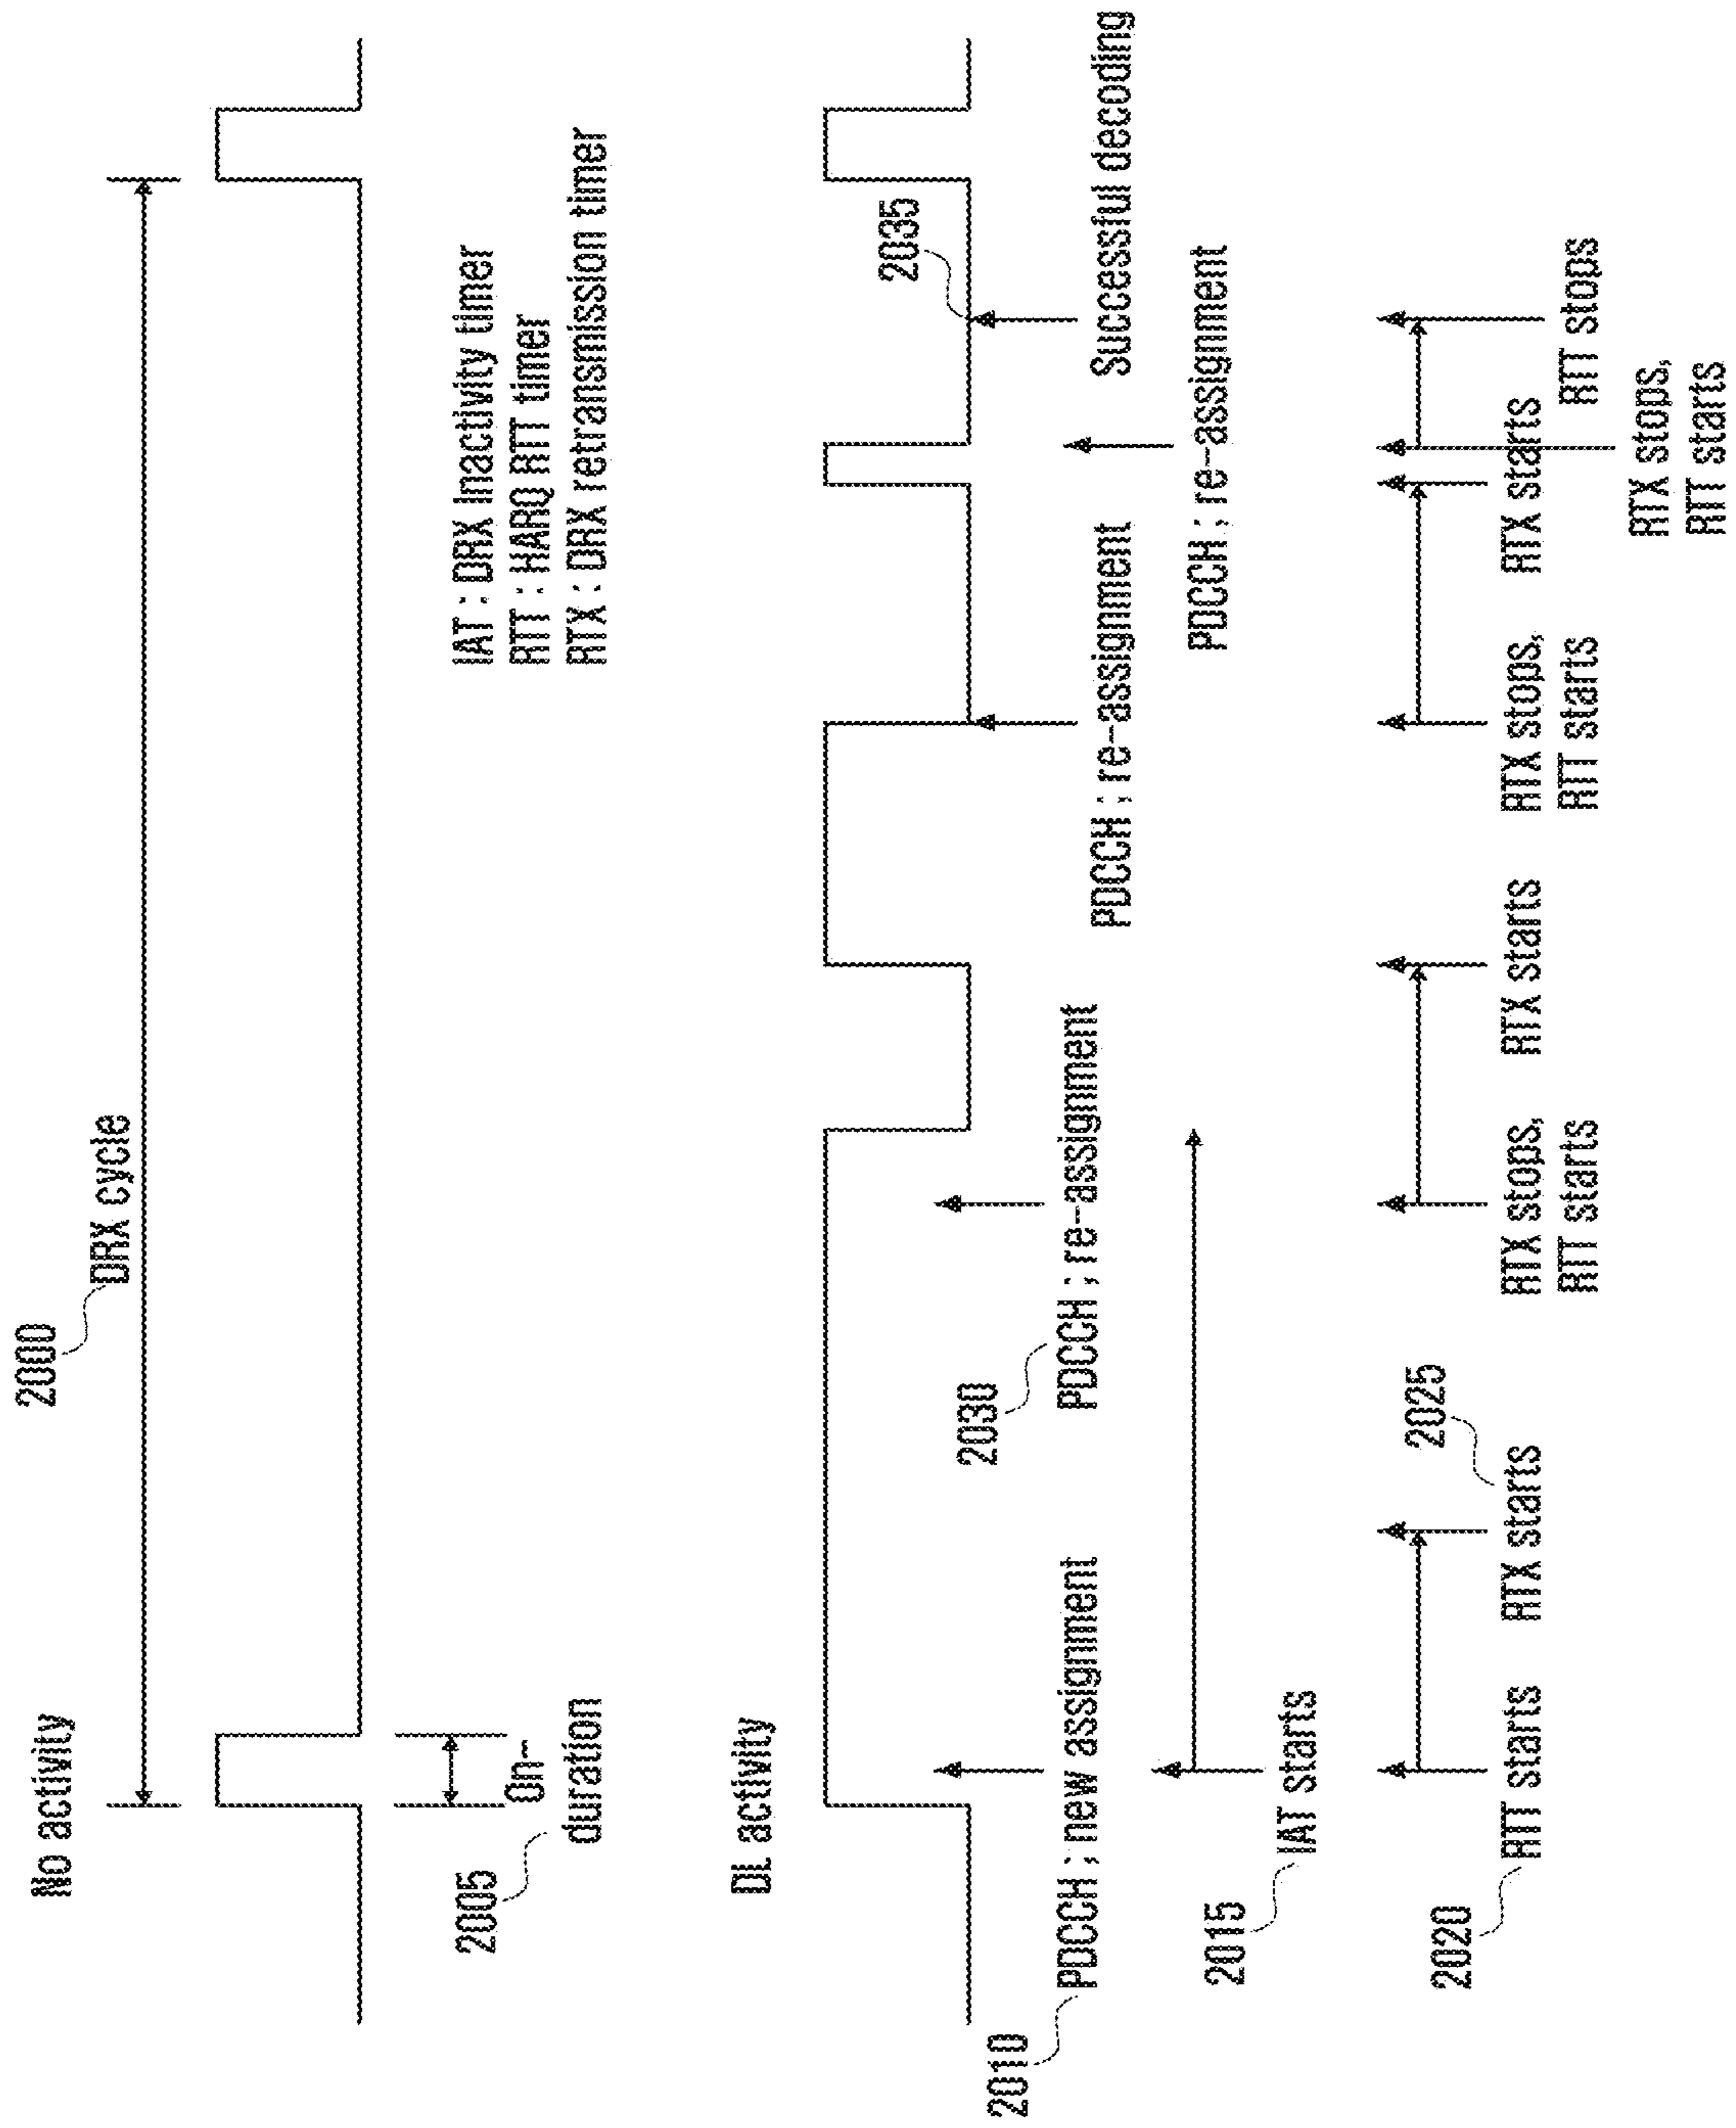 2000
DRX cycle
No activity
2005
On-
duration
IAT : DRX Inactivity timer
RTT : HARQ RTT timer
RTX : DRX retransmission timer
DL activity
2035
2010
PDCCH ; new assignment
2030
PDCCH ; re-assignment
PDCCH ; re-assignment
Successful decoding
PDCCH ; re-assignment
2015
IAT starts
2025
2020
RTT starts
RTX starts
RTX stops,
RTT starts
RTX starts
RTX stops,
RTT starts
RTX starts
RTT stops
RTX stops,
RTT starts